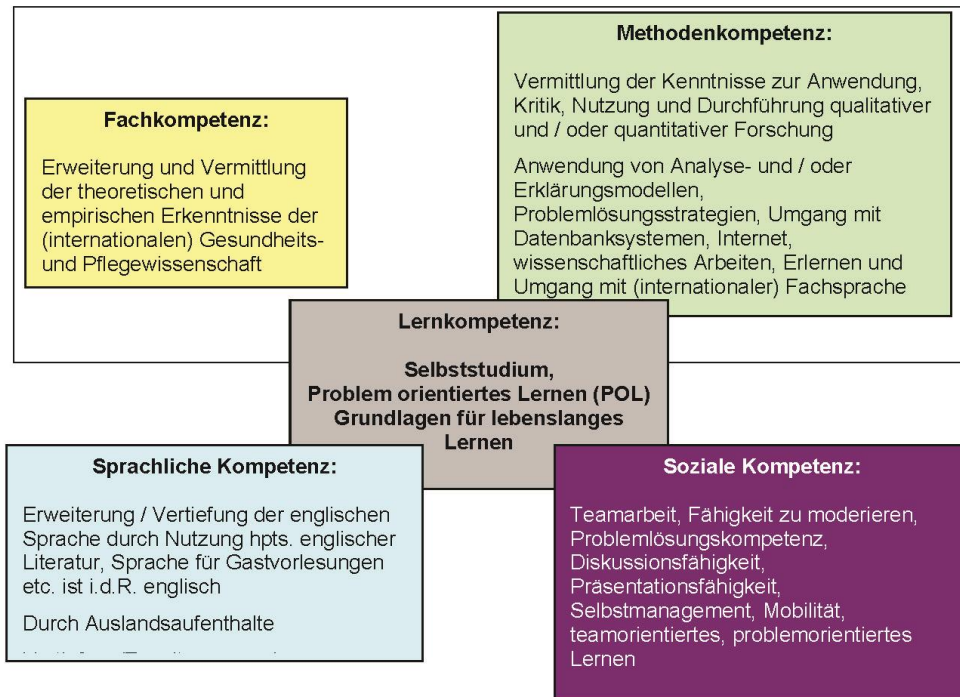 Fachkompetenz:
Erweiterung und Vermittlung
der theoretischen und
empirischen Erkenntnisse der
(internationalen) Gesundheits-
und Pflegewissenschaft
Methodenkompetenz:
Vermittlung der Kenntnisse zur Anwendung,
Kritik, Nutzung und Durchführung qualitativer
und / oder quantitativer Forschung
Anwendung von Analyse- und / oder
Erklärungsmodellen,
Problemlösungsstrategien, Umgang mit
Datenbanksystemen, Internet,
wissenschaftliches Arbeiten, Erlernen und
Umgang mit (internationaler) Fachsprache
Lernkompetenz:
Selbststudium,
Problem orientiertes Lernen (POL)
Grundlagen für lebenslanges
Lernen
Sprachliche Kompetenz:
Erweiterung / Vertiefung der englischen
Sprache durch Nutzung hpts. englischer
Literatur, Sprache für Gastvorlesungen
etc. ist i.d.R. englisch
Durch Auslandsaufenthalte
Soziale Kompetenz:
Teamarbeit, Fähigkeit zu moderieren,
Problemlösungskompetenz,
Diskussionsfähigkeit,
Präsentationsfähigkeit,
Selbstmanagement, Mobilität,
teamorientiertes, problemorientiertes
Lernen